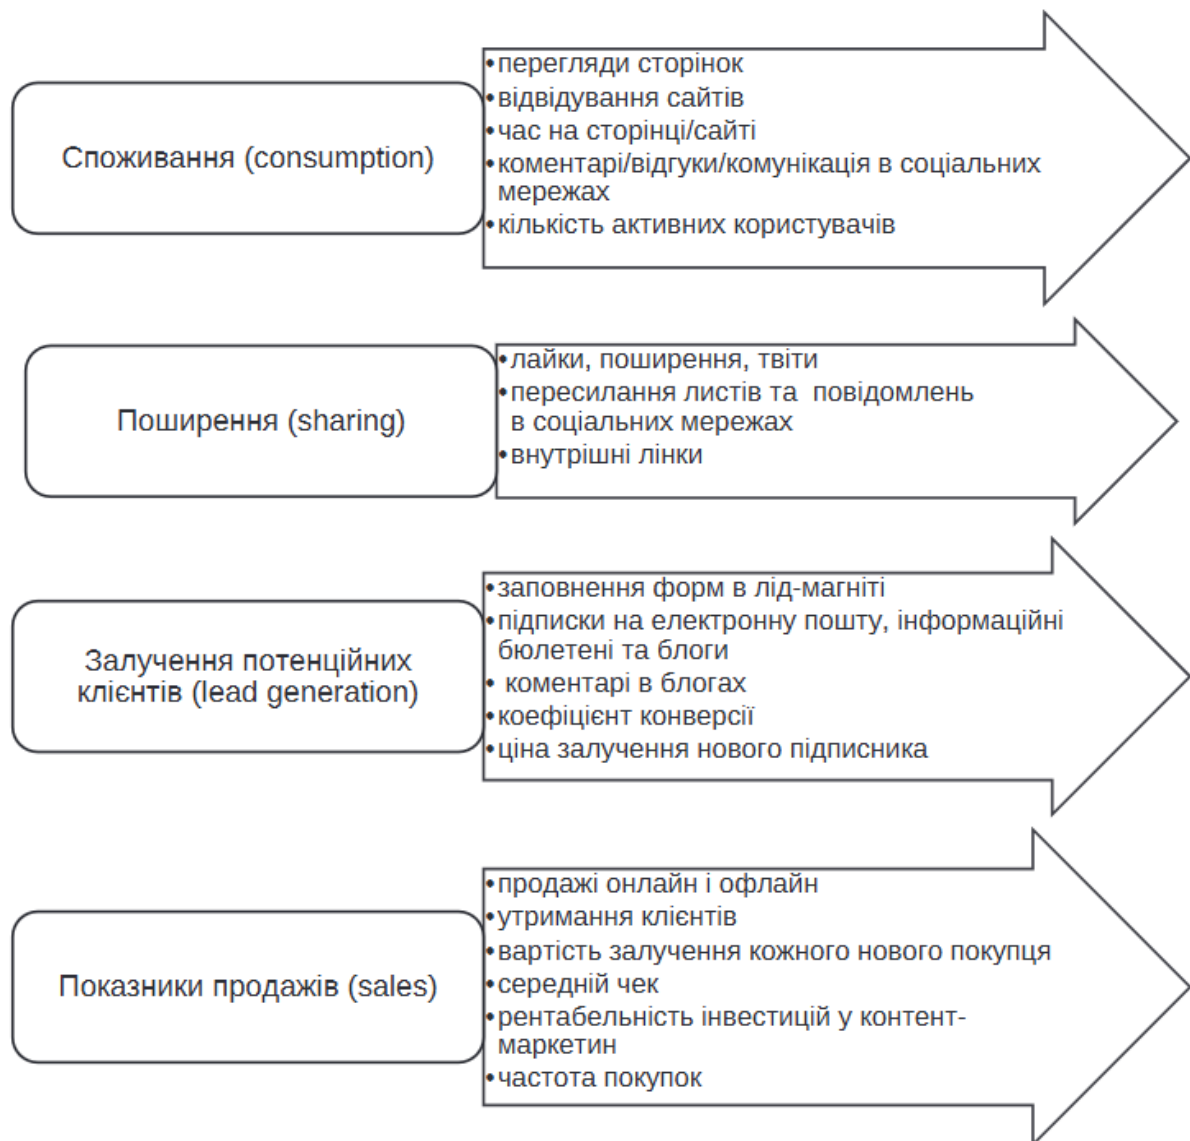 Споживання (consumption)
•перегляди сторінок
•відвідування сайтів
•час на сторінці/сайті
•коментарі/відгуки/комунікація в соціальних
мережах
•кількість активних користувачів
Поширення (sharing)
•лайки, поширення, твіти
•пересилання листів та  повідомлень
в соціальних мережах
•внутрішні лінки
Залучення потенційних
клієнтів (lead generation)
•заповнення форм в лід-магніті
•підписки на електронну пошту, інформаційні
бюлетені та блоги
• коментарі в блогах
•коефіцієнт конверсії
•ціна залучення нового підписника
Показники продажів (sales)
•продажі онлайн і офлайн
•утримання клієнтів
•вартість залучення кожного нового покупця
•середній чек
•рентабельність інвестицій у контент-
маркетин
•частота покупок